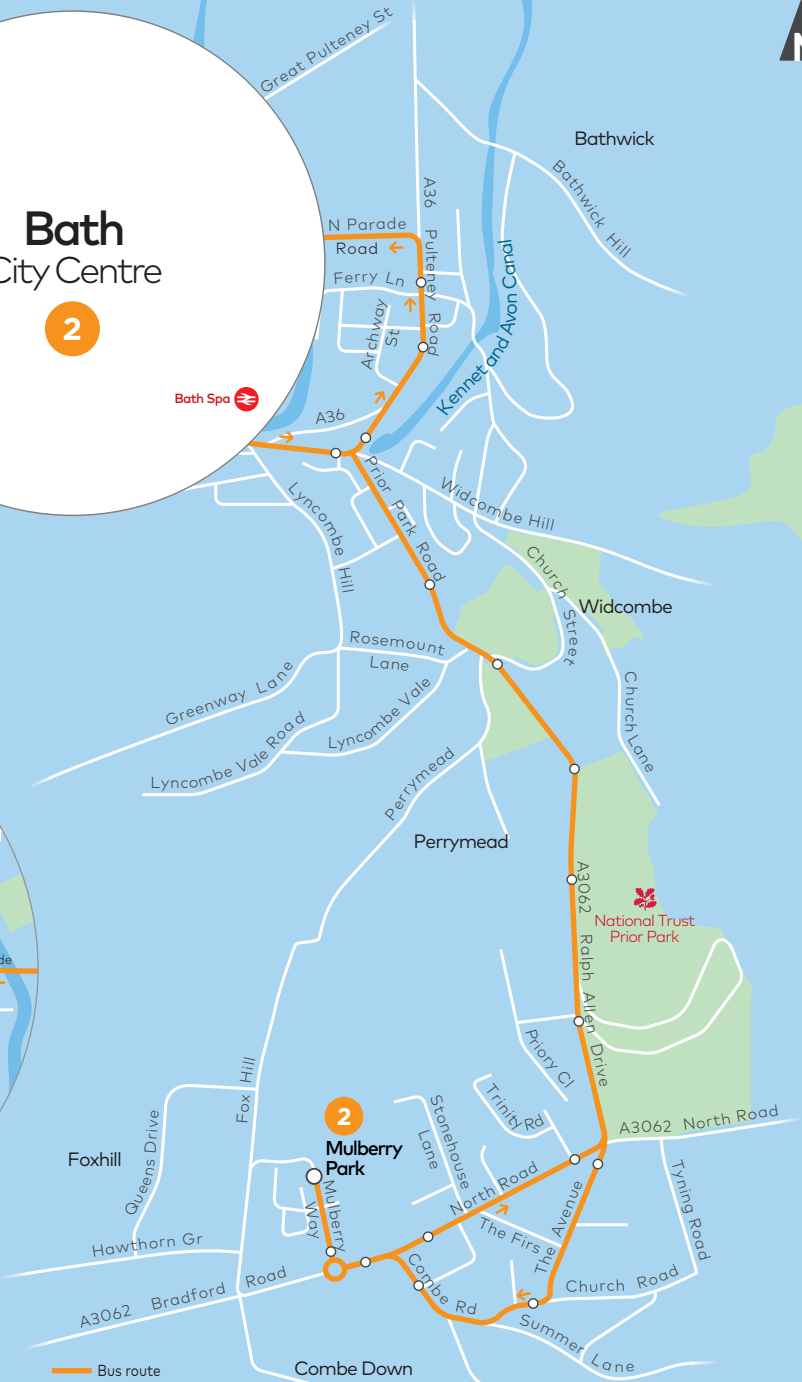 Great Pulteney St
N
Bathwick
Bathwick Hill
Bath
City Centre
2
A36 Pulteney Road
N Parade
Road
Ferry Ln
Archway
St
Kennet and Avon Canal
Bath Spa
A36
Prior Park Road
Lyncombe Hill
Widcombe Hill
Church Street
Widcombe
Rosemount
Lane
Greenway Lane
Lyncombe Vale
Lyncombe Vale Road
Church Lane
Perrymead
Perrymead
A3062 Ralph Allen Drive
National Trust
Prior Park
de
Priory Cl
Fox Hill
Trinity Rd
Stonehouse
Lane
2
Mulberry
Park
A3062 North Road
Foxhill
Queens Drive
Mulberry
Way
North Road
The Firs
The Avenue
Tyning Road
Hawthorn Gr
Combe Rd
Church Road
A3062 Bradford Road
Summer Lane
Bus route
Combe Down